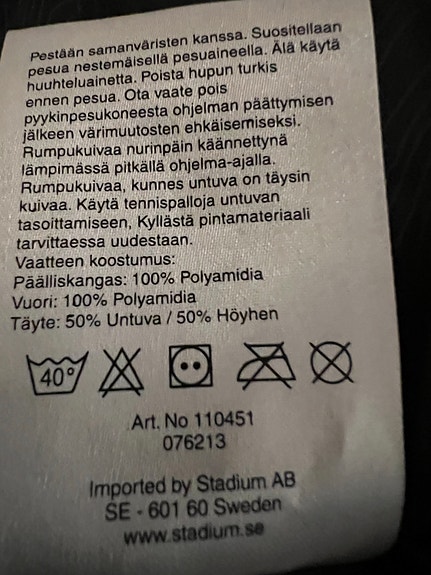 Pestään samanväristen kanssa. Suositellaan
pesua nestemäisellä pesuaineella. Älä käytä
huuhteluainetta. Poista hupun turkis
ennen pesua. Ota vaate pois
pyykinpesukoneesta ohjelman päättymisen
jälkeen värimuutosten ehkäisemiseksi.
Rumpukuivaa nurinpäin käännettynä
lämpimässä pitkällä ohjelma-ajalla.
Rumpukuivaa, kunnes untuva on täysin
kuivaa. Käytä tennispalloja untuvan
tasoittamiseen, Kyllästä pintamateriaali
tarvittaessa uudestaan.
Vaatteen koostumus:
Päälliskangas: 100% Polyamidia
Vuori: 100% Polyamidia
Täyte: 50% Untuva / 50% Höyhen
40°
Art. No 110451
076213
Imported by Stadium AB
SE - 601 60 Sweden
www.stadium.se